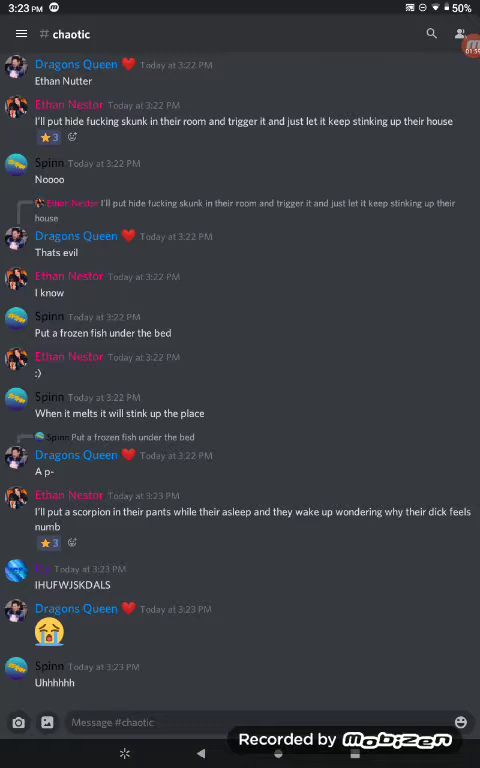 3:23 PM
50%
# chaotic
01:59
Dragons Queen Today at 3:22 PM
Ethan Nutter
Ethan Nestor Today at 3:22 PM
I'll put hide fucking skunk in their room and trigger it and just let it keep stinking up their house
3
Spinn Today at 3:22 PM
Noooo
Ethan Nestor I'll put hide fucking skunk in their room and trigger it and just let it keep stinking up their
house
Dragons Queen Today at 3:22 PM
Thats evil
Ethan Nestor Today at 3:22 PM
I know
Spinn Today at 3:22 PM
Put a frozen fish under the bed
Ethan Nestor Today at 3:22 PM
:)
Spinn Today at 3:22 PM
When it melts it will stink up the place
Spinn Put a frozen fish under the bed
Dragons Queen Today at 3:22 PM
A p-
Ethan Nestor Today at 3:23 PM
I'll put a scorpion in their pants while their asleep and they wake up wondering why their dick feels
numb
3
Today at 3:23 PM
IHUFWJSKDALS
Dragons Queen Today at 3:23 PM
Spinn Today at 3:23 PM
Uhhhhhh
Message #chaotic
Recorded by Mobizen